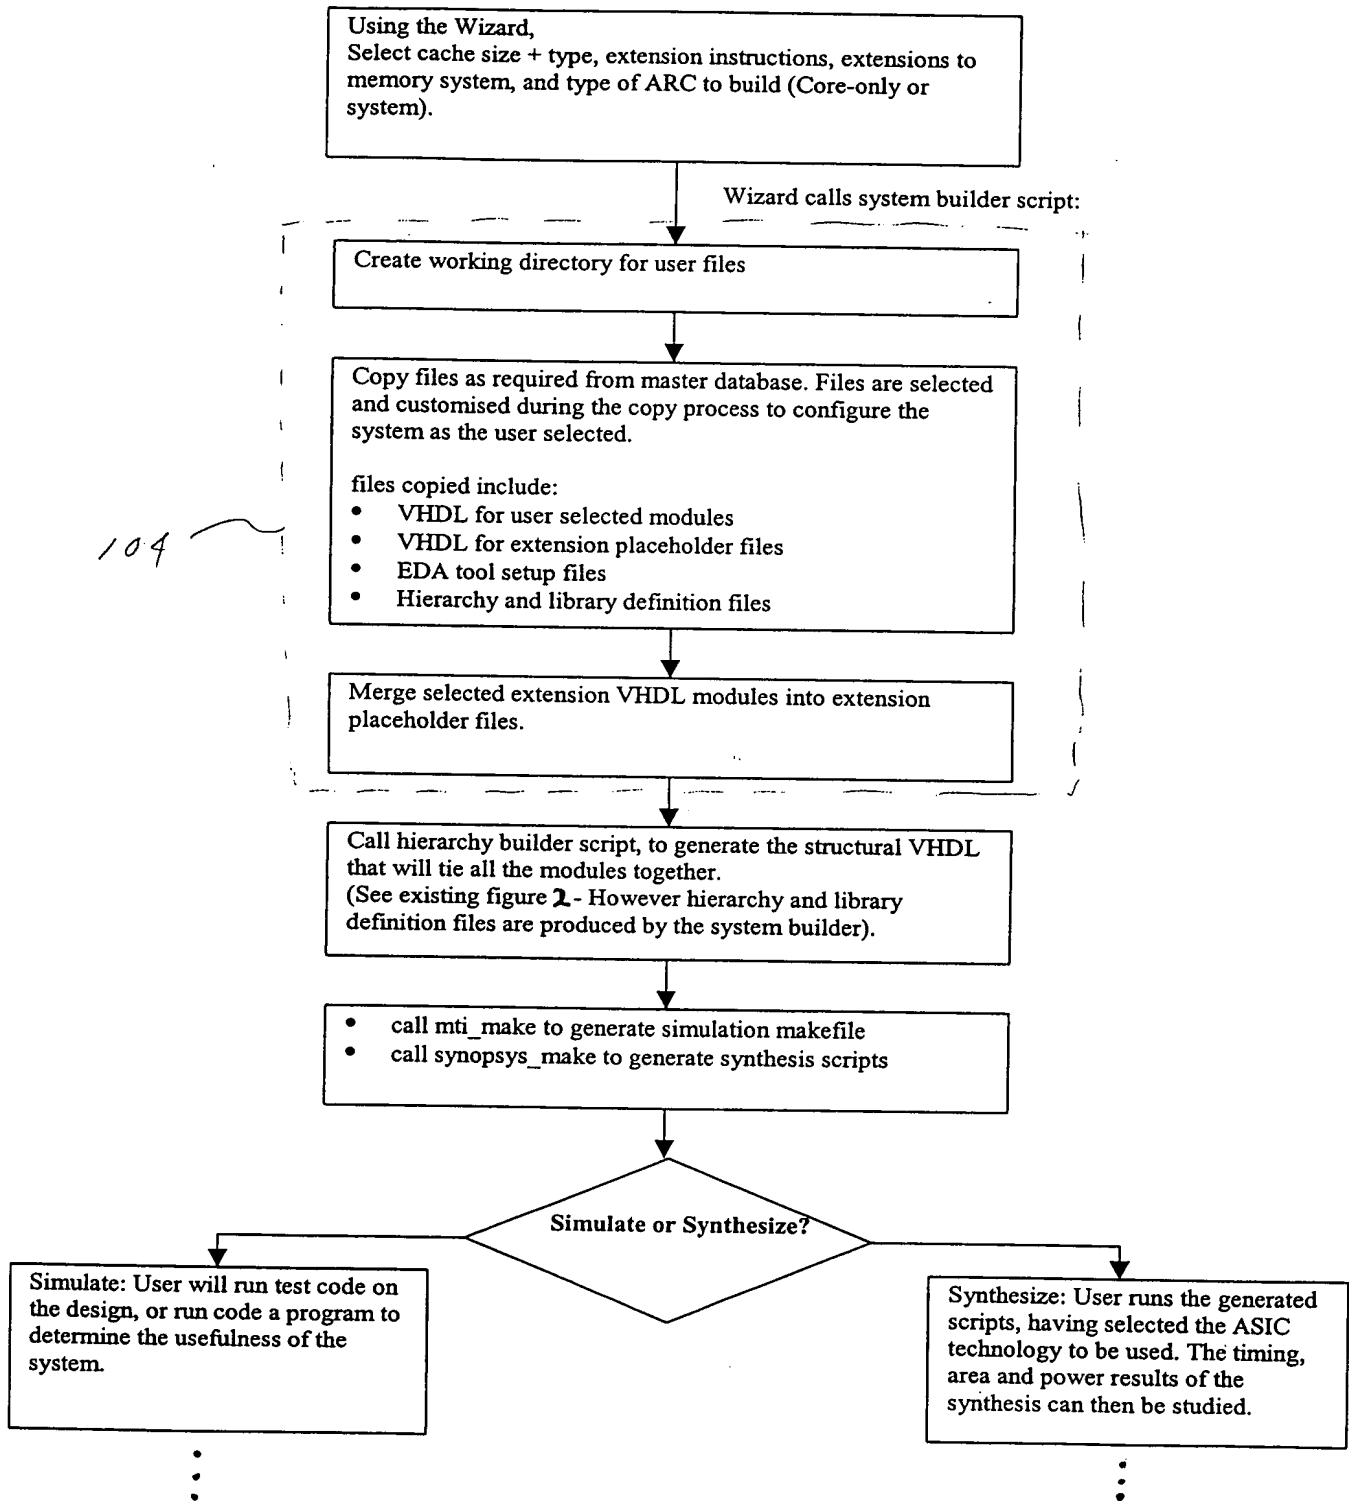 Using the Wizard,
Select cache size + type, extension instructions, extensions to
memory system, and type of ARC to build (Core-only or
system).
Wizard calls system builder script:
Create working directory for user files
Copy files as required from master database. Files are selected
and customised during the copy process to configure the
system as the user selected.
files copied include:
• VHDL for user selected modules
• VHDL for extension placeholder files
• EDA tool setup files
• Hierarchy and library definition files
104
Merge selected extension VHDL modules into extension
placeholder files.
Call hierarchy builder script, to generate the structural VHDL
that will tie all the modules together.
(See existing figure 2 - However hierarchy and library
definition files are produced by the system builder).
• call mti_make to generate simulation makefile
• call synopsys_make to generate synthesis scripts
Simulate or Synthesize?
Simulate: User will run test code on
the design, or run code a program to
determine the usefulness of the
system.
Synthesize: User runs the generated
scripts, having selected the ASIC
technology to be used. The timing,
area and power results of the
synthesis can then be studied.